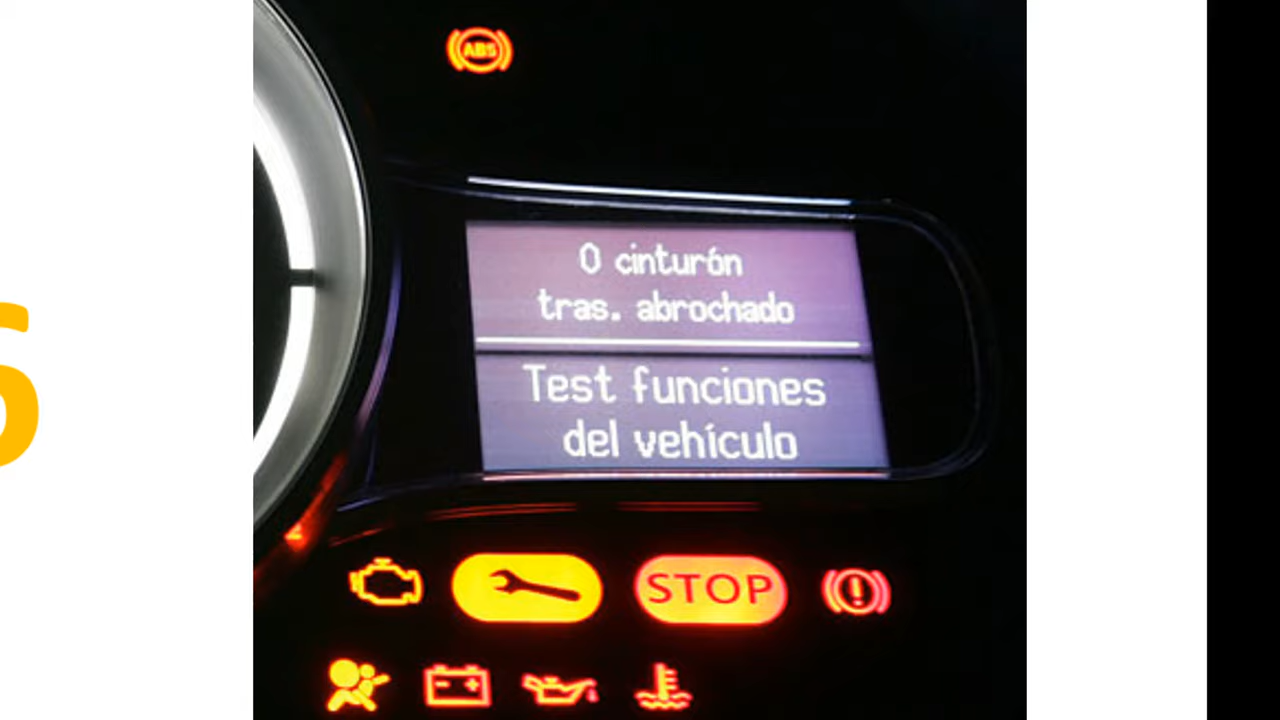 ABS
0 cinturón
tras. abrochado
Test funciones
del vehículo
STOP